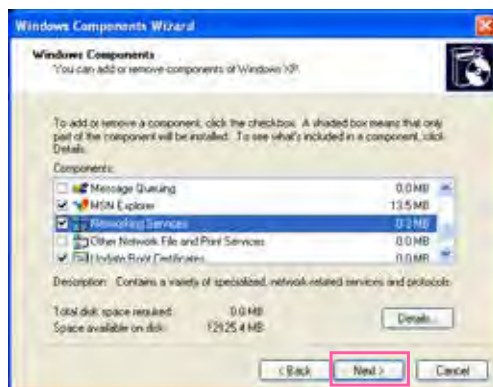 Windows Components Wizard
Windows Components
You can add or remove components of Windows XP.
To add or remove a component, click the checkbox. A shaded box means that only
part of the component will be installed. To see what's included in a component, click
Details.
Components:
Message Queuing 0.0 MB
MSN Explorer 13.5 MB
Networking Services 0.3 MB
Other Network File and Print Services 0.0 MB
Update Root Certificates 0.0 MB
Description: Contains a variety of specialized, network-related services and protocols.
Total disk space required: 0.0 MB
Space available on disk: 12925.4 MB
Details...
< Back Next > Cancel